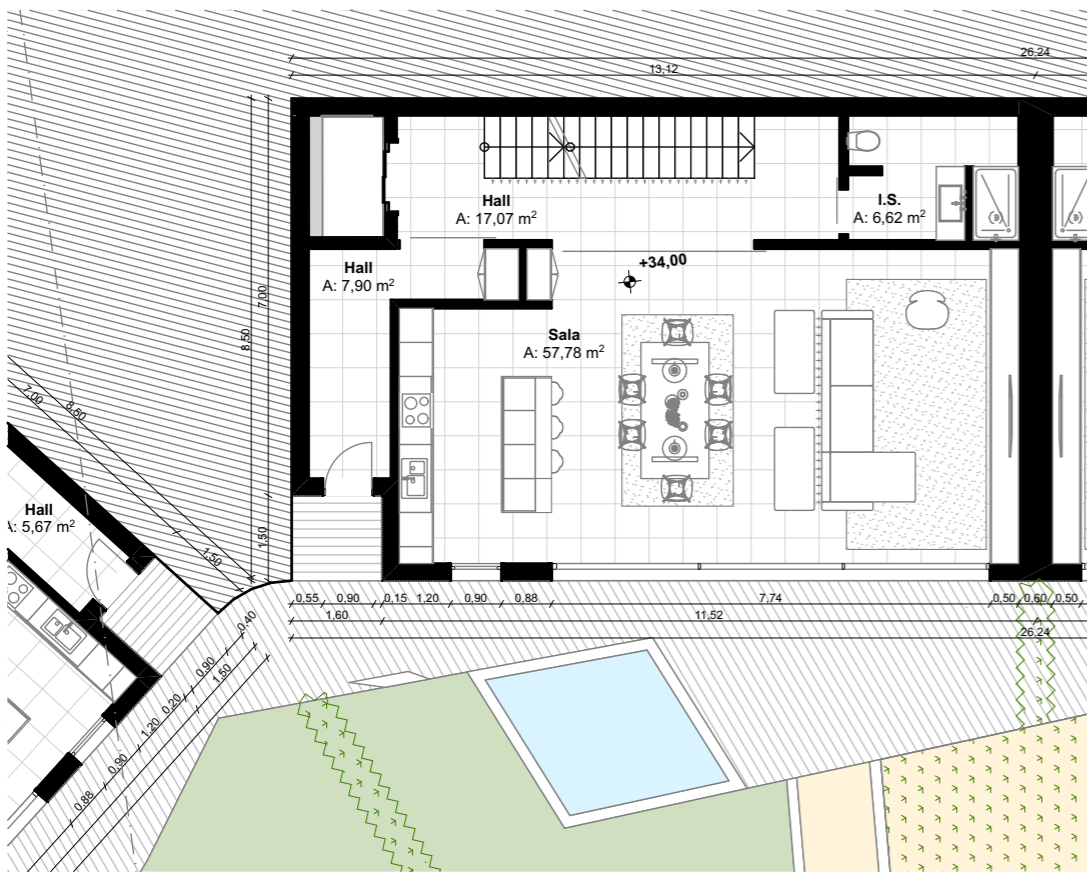 26,24
13,12
Hall
A: 17,07 m²
I.S.
A: 6,62 m²
Hall
A: 7,90 m²
+34,00
7,00
8,50
Sala
A: 57,78 m²
7,00
8,50
Hall
A: 5,67 m²
1,50
1,50
0,55 0,90 0,15 1,20 0,90 0,88 7,74 0,50 0,60 0,50
1,60 11,52
26,24
0,40
0,90
1,50
0,20
1,20
0,90
0,88